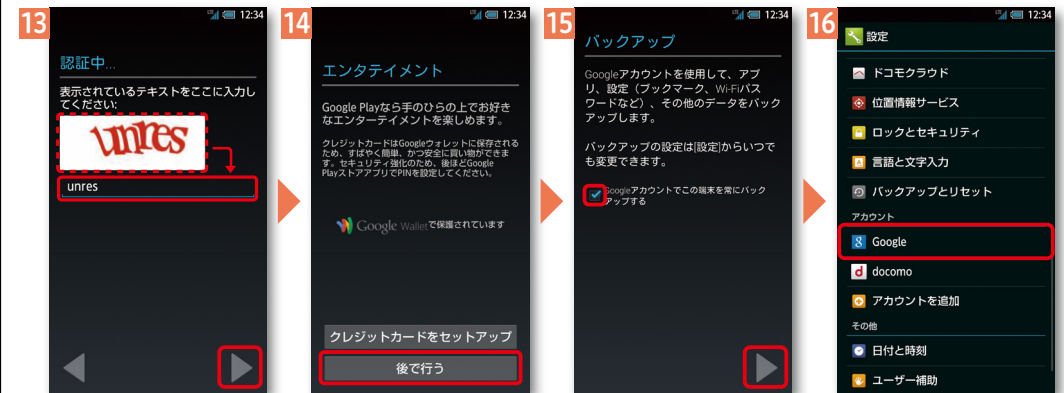 13
12:34
認証中...
表示されているテキストをここに入力し
てください:
unres
unres
14
12:34
エンタテイメント
Google Playなら手のひらの上でお好き
なエンターテイメントを楽しめます。
クレジットカードはGoogleウォレットに保存される
ため、すばやく簡単、かつ安全に買い物ができま
す。セキュリティ強化のため、後ほどGoogle
PlayストアアプリでPINを設定してください。
Google Walletで保護されています
クレジットカードをセットアップ
後で行う
15
12:34
バックアップ
Googleアカウントを使用して、アプ
リ、設定（ブックマーク、Wi-Fiパス
ワードなど）、その他のデータをバック
アップします。
バックアップの設定は[設定]からいつで
も変更できます。
Googleアカウントでこの端末を常にバック
アップする
16
12:34
設定
ドコモクラウド
位置情報サービス
ロックとセキュリティ
言語と文字入力
バックアップとリセット
アカウント
8 Google
d docomo
アカウントを追加
その他
日付と時刻
ユーザー補助